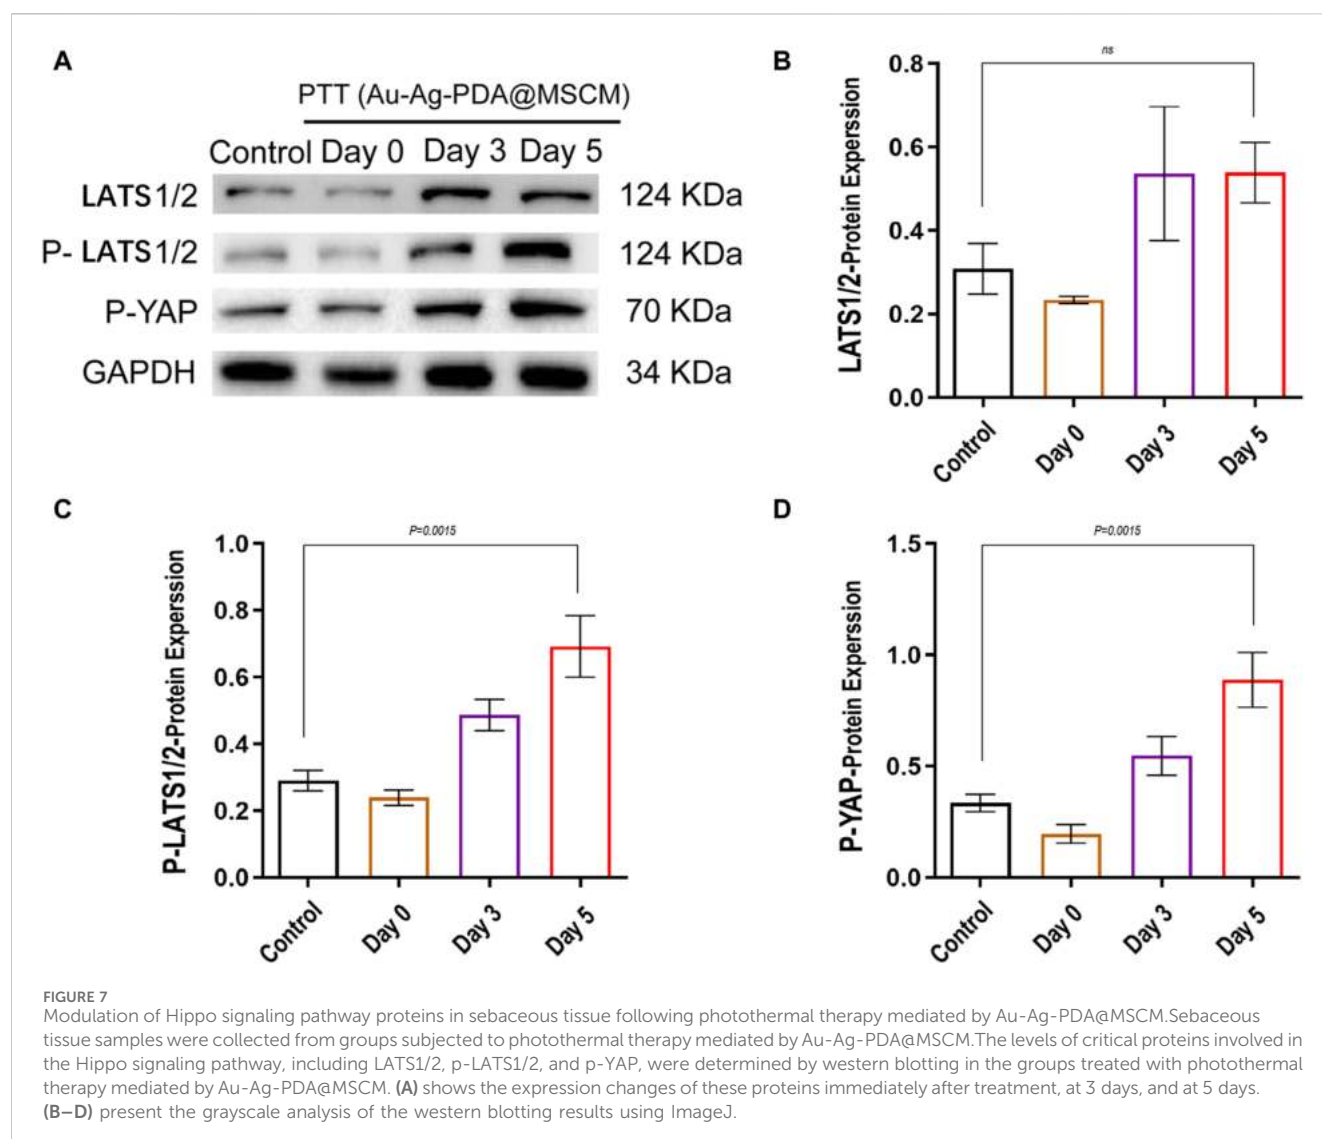 A
PTT (Au-Ag-PDA@MSCM)
Control Day 0 Day 3 Day 5
LATS1/2 124 KDa
P- LATS1/2 124 KDa
P-YAP 70 KDa
GAPDH 34 KDa
B
ns
LATS1/2-Protein Experssion
0.8
0.6
0.4
0.2
0.0
Control Day 0 Day 3 Day 5
C
P=0.0015
P-LATS1/2-Protein Experssion
1.0
0.8
0.6
0.4
0.2
0.0
Control Day 0 Day 3 Day 5
D
P=0.0015
P-YAP-Protein Experssion
1.5
1.0
0.5
0.0
Control Day 0 Day 3 Day 5
FIGURE 7
Modulation of Hippo signaling pathway proteins in sebaceous tissue following photothermal therapy mediated by Au-Ag-PDA@MSCM.Sebaceous
tissue samples were collected from groups subjected to photothermal therapy mediated by Au-Ag-PDA@MSCM.The levels of critical proteins involved in
the Hippo signaling pathway, including LATS1/2, p-LATS1/2, and p-YAP, were determined by western blotting in the groups treated with photothermal
therapy mediated by Au-Ag-PDA@MSCM. (A) shows the expression changes of these proteins immediately after treatment, at 3 days, and at 5 days.
(B–D) present the grayscale analysis of the western blotting results using ImageJ.